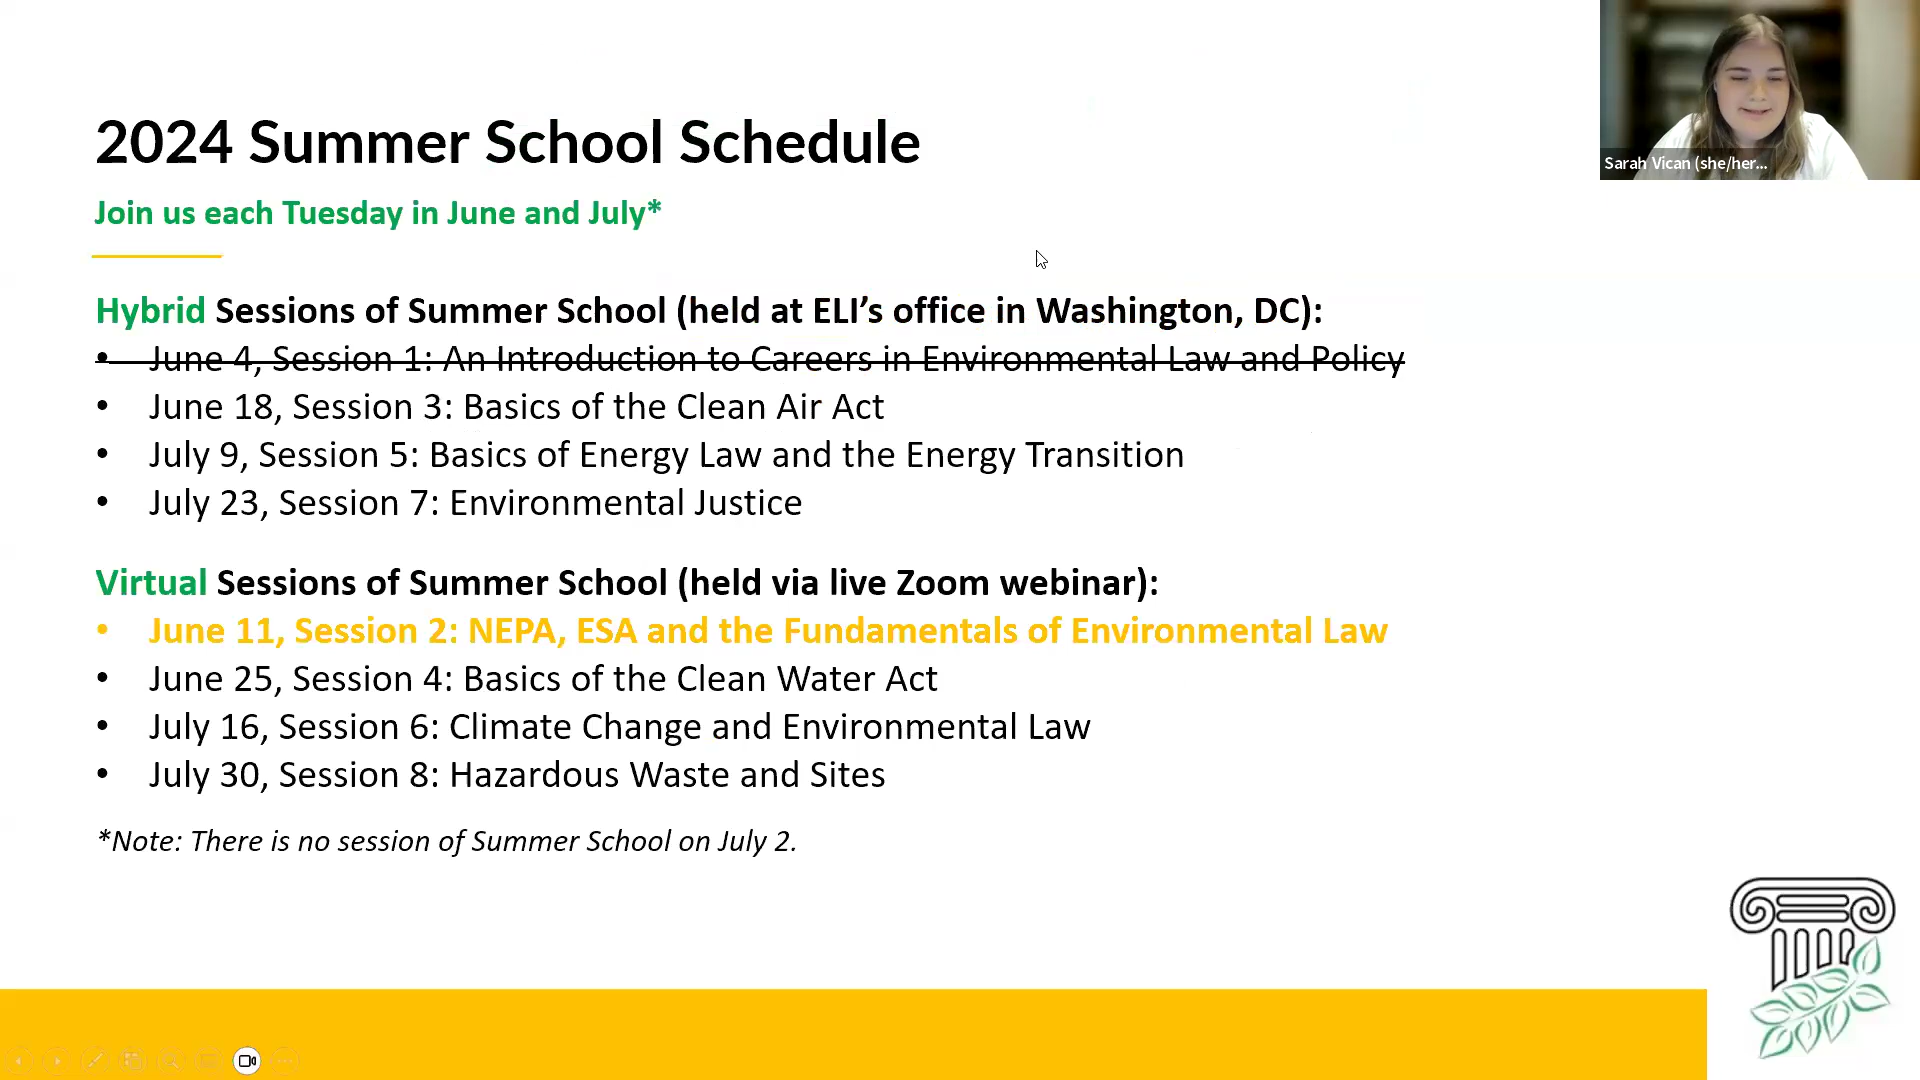 2024 Summer School Schedule
Join us each Tuesday in June and July*
Hybrid Sessions of Summer School (held at ELI’s office in Washington, DC):
• June 4, Session 1: An Introduction to Careers in Environmental Law and Policy
• June 18, Session 3: Basics of the Clean Air Act
• July 9, Session 5: Basics of Energy Law and the Energy Transition
• July 23, Session 7: Environmental Justice
Virtual Sessions of Summer School (held via live Zoom webinar):
• June 11, Session 2: NEPA, ESA and the Fundamentals of Environmental Law
• June 25, Session 4: Basics of the Clean Water Act
• July 16, Session 6: Climate Change and Environmental Law
• July 30, Session 8: Hazardous Waste and Sites
*Note: There is no session of Summer School on July 2.
Sarah Vican (she/her...